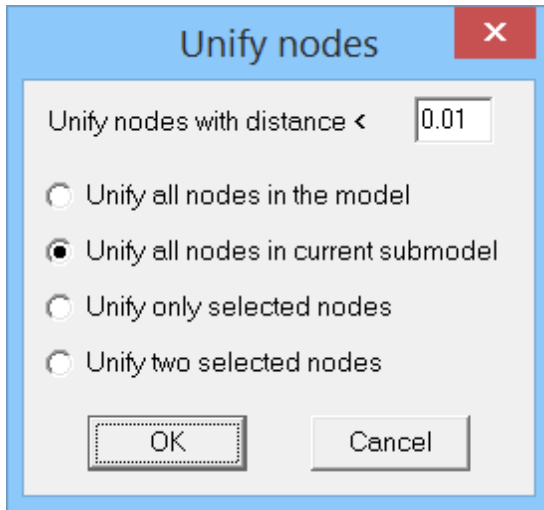 Unify nodes
Unify nodes with distance < 0.01
Unify all nodes in the model
Unify all nodes in current submodel
Unify only selected nodes
Unify two selected nodes
OK Cancel